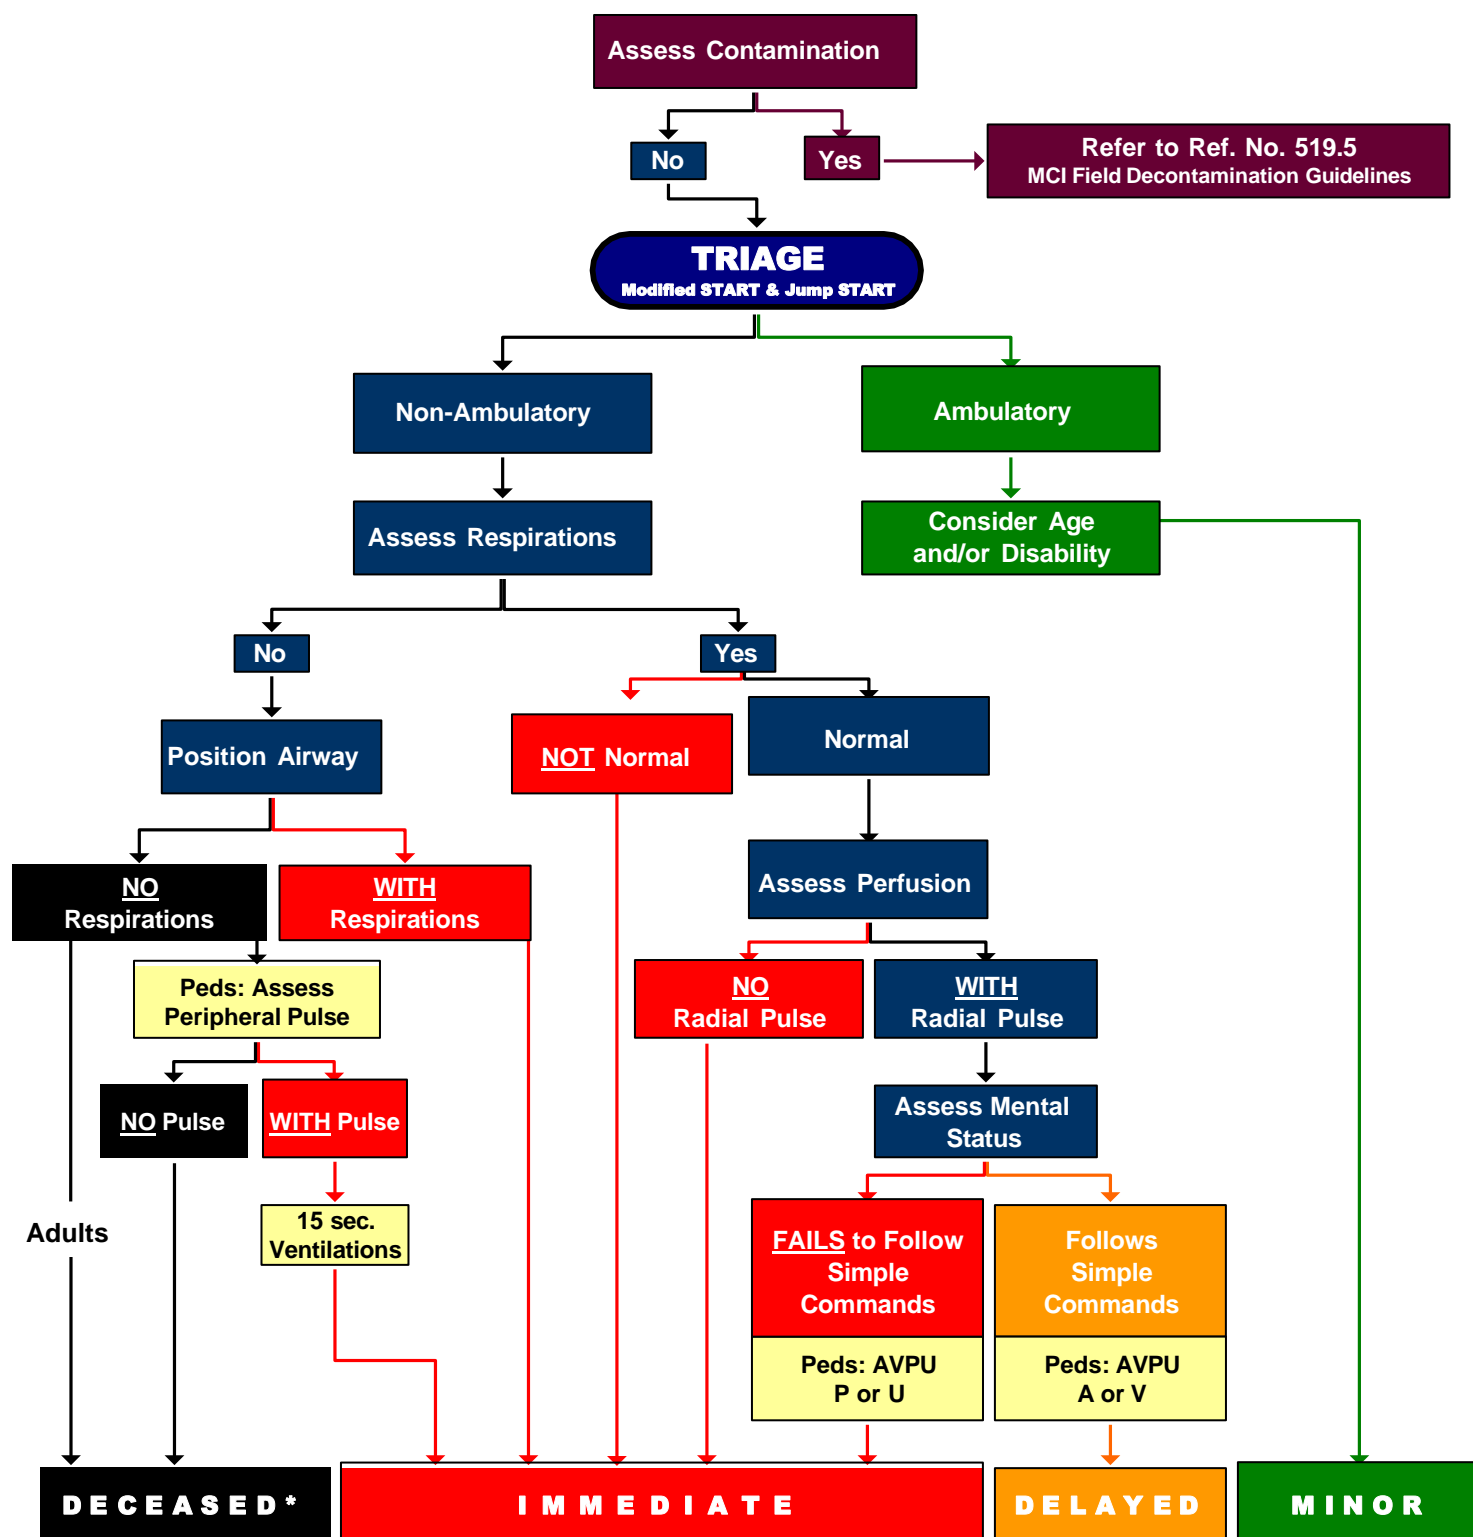 Assess Contamination
No
Yes
Refer to Ref. No. 519.5
MCI Field Decontamination Guidelines
TRIAGE
Modified START & Jump START
Non-Ambulatory
Ambulatory
Assess Respirations
Consider Age
and/or Disability
No
Yes
Position Airway
NOT Normal
Normal
NO
Respirations
WITH
Respirations
Assess Perfusion
Peds: Assess
Peripheral Pulse
NO
Radial Pulse
WITH
Radial Pulse
NO Pulse
WITH Pulse
Assess Mental
Status
Adults
15 sec.
Ventilations
FAILS to Follow
Simple
Commands
Follows
Simple
Commands
Peds: AVPU
P or U
Peds: AVPU
A or V
DECEASED*
IMMEDIATE
DELAYED
MINOR